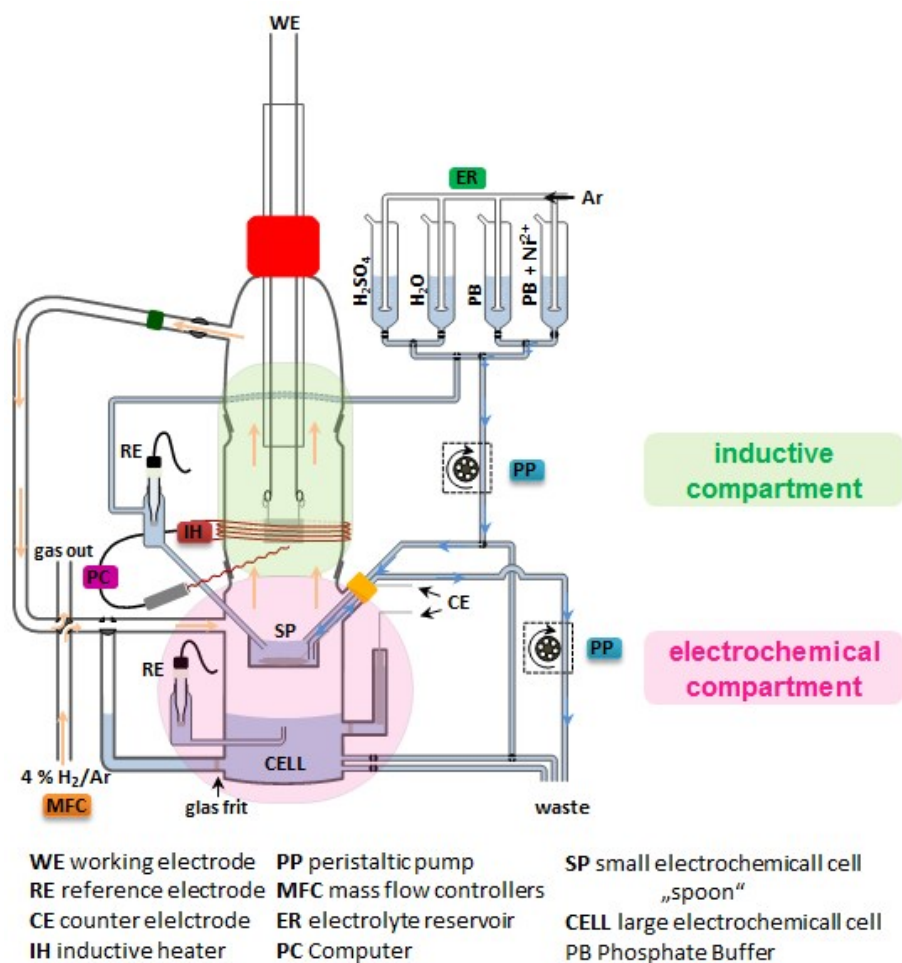 WE
ER
Ar
H₂SO₄
H₂O
PB
PB + Ni²⁺
RE
PP
inductive
compartment
IH
gas out
PC
CE
SP
PP
electrochemical
compartment
RE
CELL
4 % H₂/Ar
MFC
glas frit
waste
WE working electrode
RE reference electrode
CE counter elelctrode
IH inductive heater
PP peristaltic pump
MFC mass flow controllers
ER electrolyte reservoir
PC Computer
SP small electrochemicall cell
„spoon“
CELL large electrochemicall cell
PB Phosphate Buffer